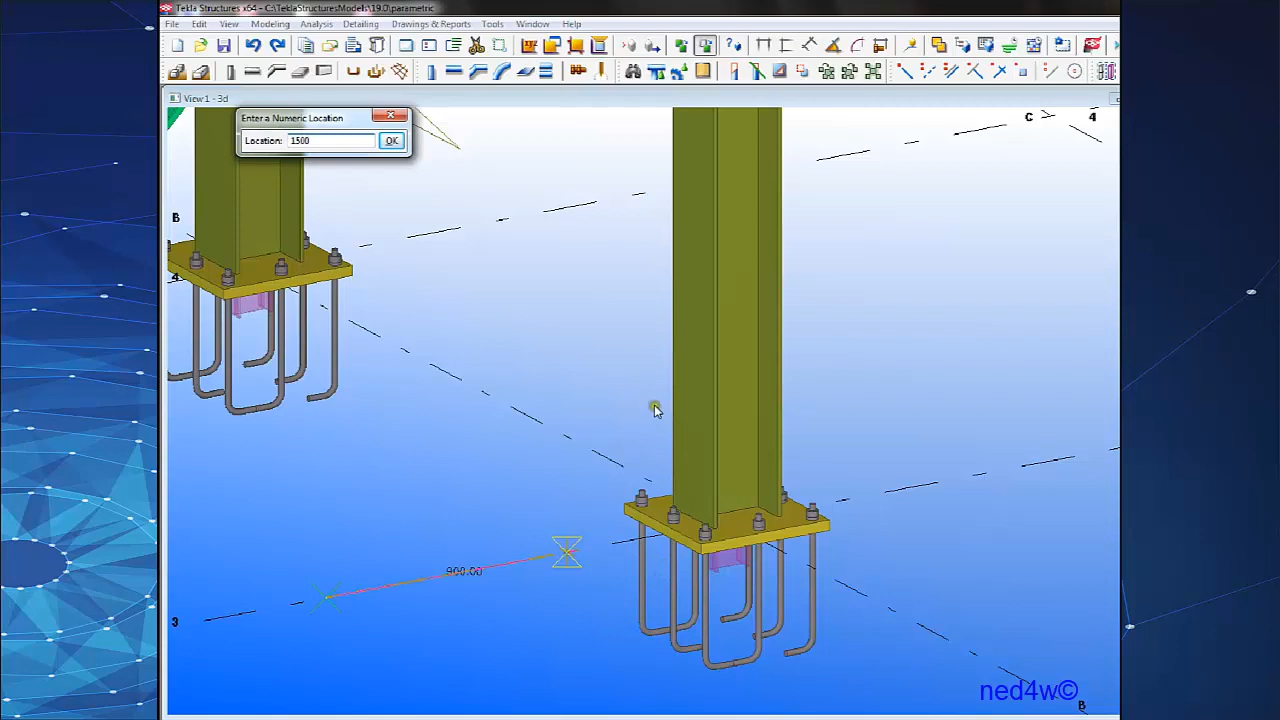 Tekla Structures x64 - C:\TeklaStructuresModels\19.0\parametric
File Edit View Modeling Analysis Detailing Drawings & Reports Tools Window Help
View 1 - 3d
Enter a Numeric Location
Location: 1500 OK
C 4
B
4
900.00
3
ned4w©
B